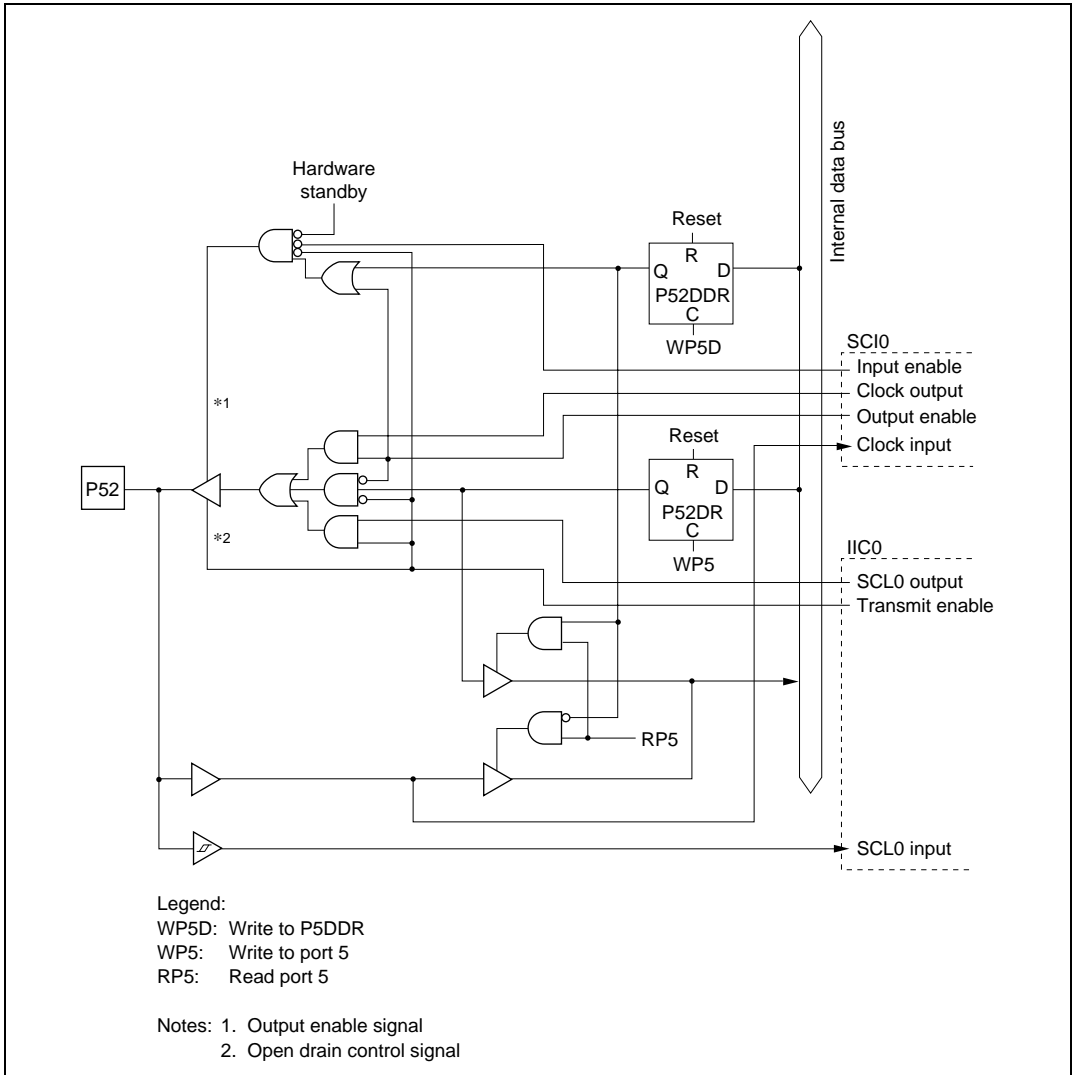 Hardware
standby
Internal data bus
Reset
R
Q D
P52DDR
C
WP5D
SCI0
Input enable
Clock output
Output enable
Clock input
*1
Reset
R
Q D
P52DR
C
WP5
P52
*2
IIC0
SCL0 output
Transmit enable
RP5
SCL0 input
Legend:
WP5D: Write to P5DDR
WP5: Write to port 5
RP5: Read port 5
Notes: 1. Output enable signal
2. Open drain control signal